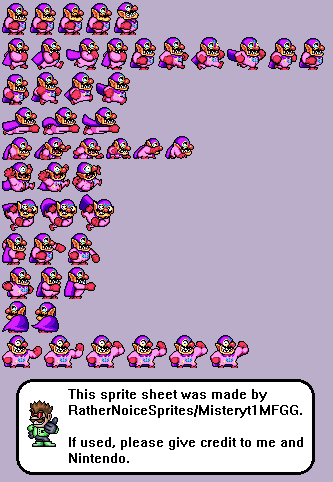 This sprite sheet was made by
RatherNoiceSprites/Misteryt1MFGG.
If used, please give credit to me and
Nintendo.